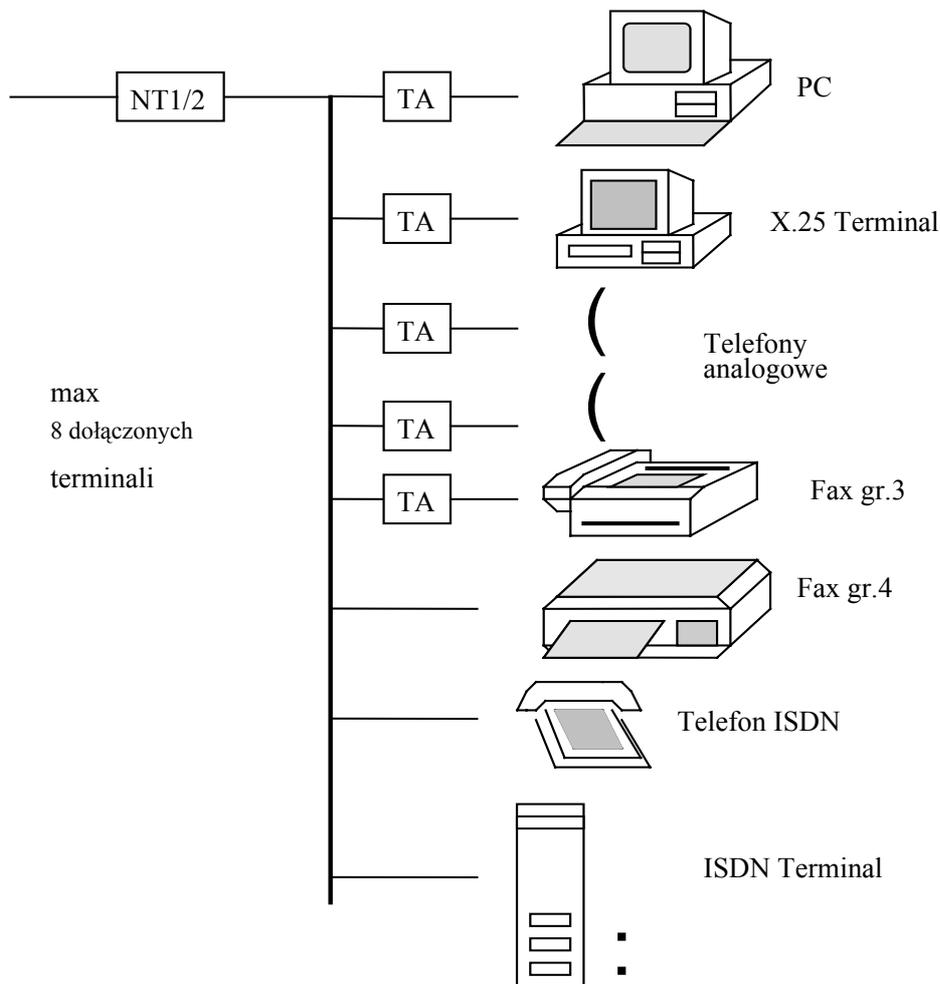 NT1/2
TA
PC
TA
X.25 Terminal
TA
Telefony
analogowe
max
8 dołączonych
terminali
TA
TA
Fax gr.3
Fax gr.4
Telefon ISDN
ISDN Terminal